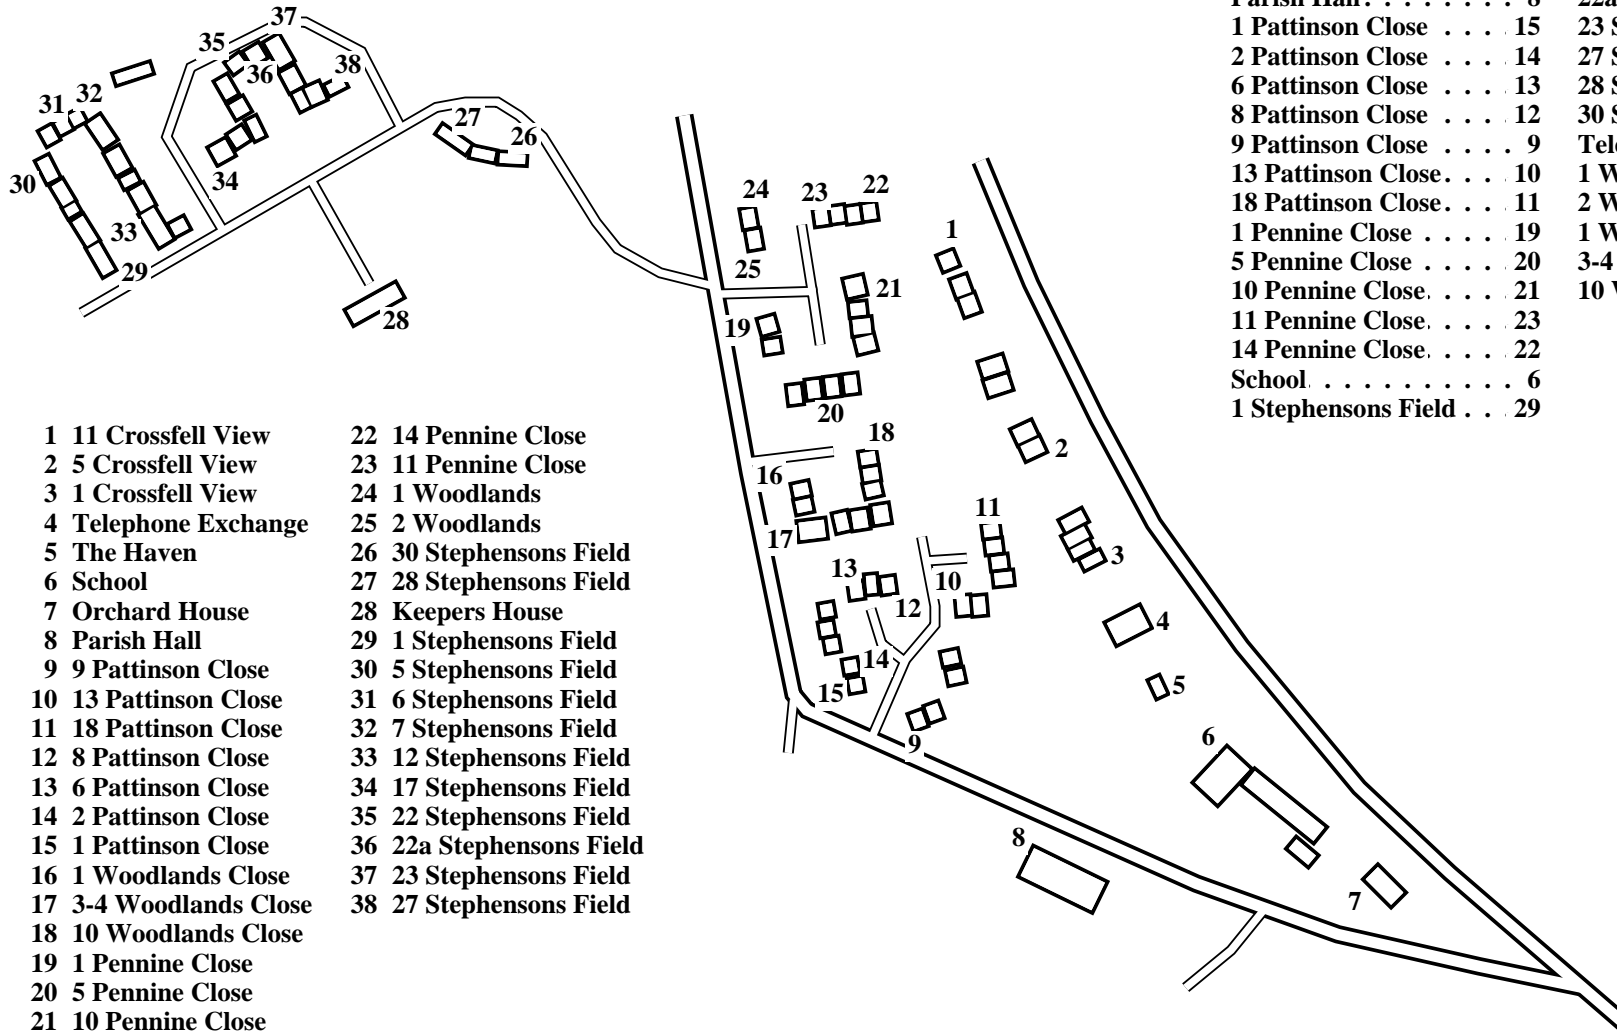 37
35
36
38
32
31
30
33
34
29
28
27
26
24
23
22
25
21
19
20
18
16
17
1
2
11
3
13
10
12
14
15
4
5
9
6
8
7
1 11 Crossfell View
2 5 Crossfell View
3 1 Crossfell View
4 Telephone Exchange
5 The Haven
6 School
7 Orchard House
8 Parish Hall
9 9 Pattinson Close
10 13 Pattinson Close
11 18 Pattinson Close
12 8 Pattinson Close
13 6 Pattinson Close
14 2 Pattinson Close
15 1 Pattinson Close
16 1 Woodlands Close
17 3-4 Woodlands Close
18 10 Woodlands Close
19 1 Pennine Close
20 5 Pennine Close
21 10 Pennine Close
22 14 Pennine Close
23 11 Pennine Close
24 1 Woodlands
25 2 Woodlands
26 30 Stephensons Field
27 28 Stephensons Field
28 Keepers House
29 1 Stephensons Field
30 5 Stephensons Field
31 6 Stephensons Field
32 7 Stephensons Field
33 12 Stephensons Field
34 17 Stephensons Field
35 22 Stephensons Field
36 22a Stephensons Field
37 23 Stephensons Field
38 27 Stephensons Field
Parish Hall . . . . . . . . 8
1 Pattinson Close . . . . 15
2 Pattinson Close . . . . 14
6 Pattinson Close . . . . 13
8 Pattinson Close . . . . 12
9 Pattinson Close . . . . 9
13 Pattinson Close . . . . 10
18 Pattinson Close . . . . 11
1 Pennine Close . . . . . 19
5 Pennine Close . . . . . 20
10 Pennine Close . . . . . 21
11 Pennine Close . . . . . 23
14 Pennine Close . . . . . 22
School . . . . . . . . . . . 6
1 Stephensons Field . . . 29
22a
23
27
28
30
1
2
1
3-4
10